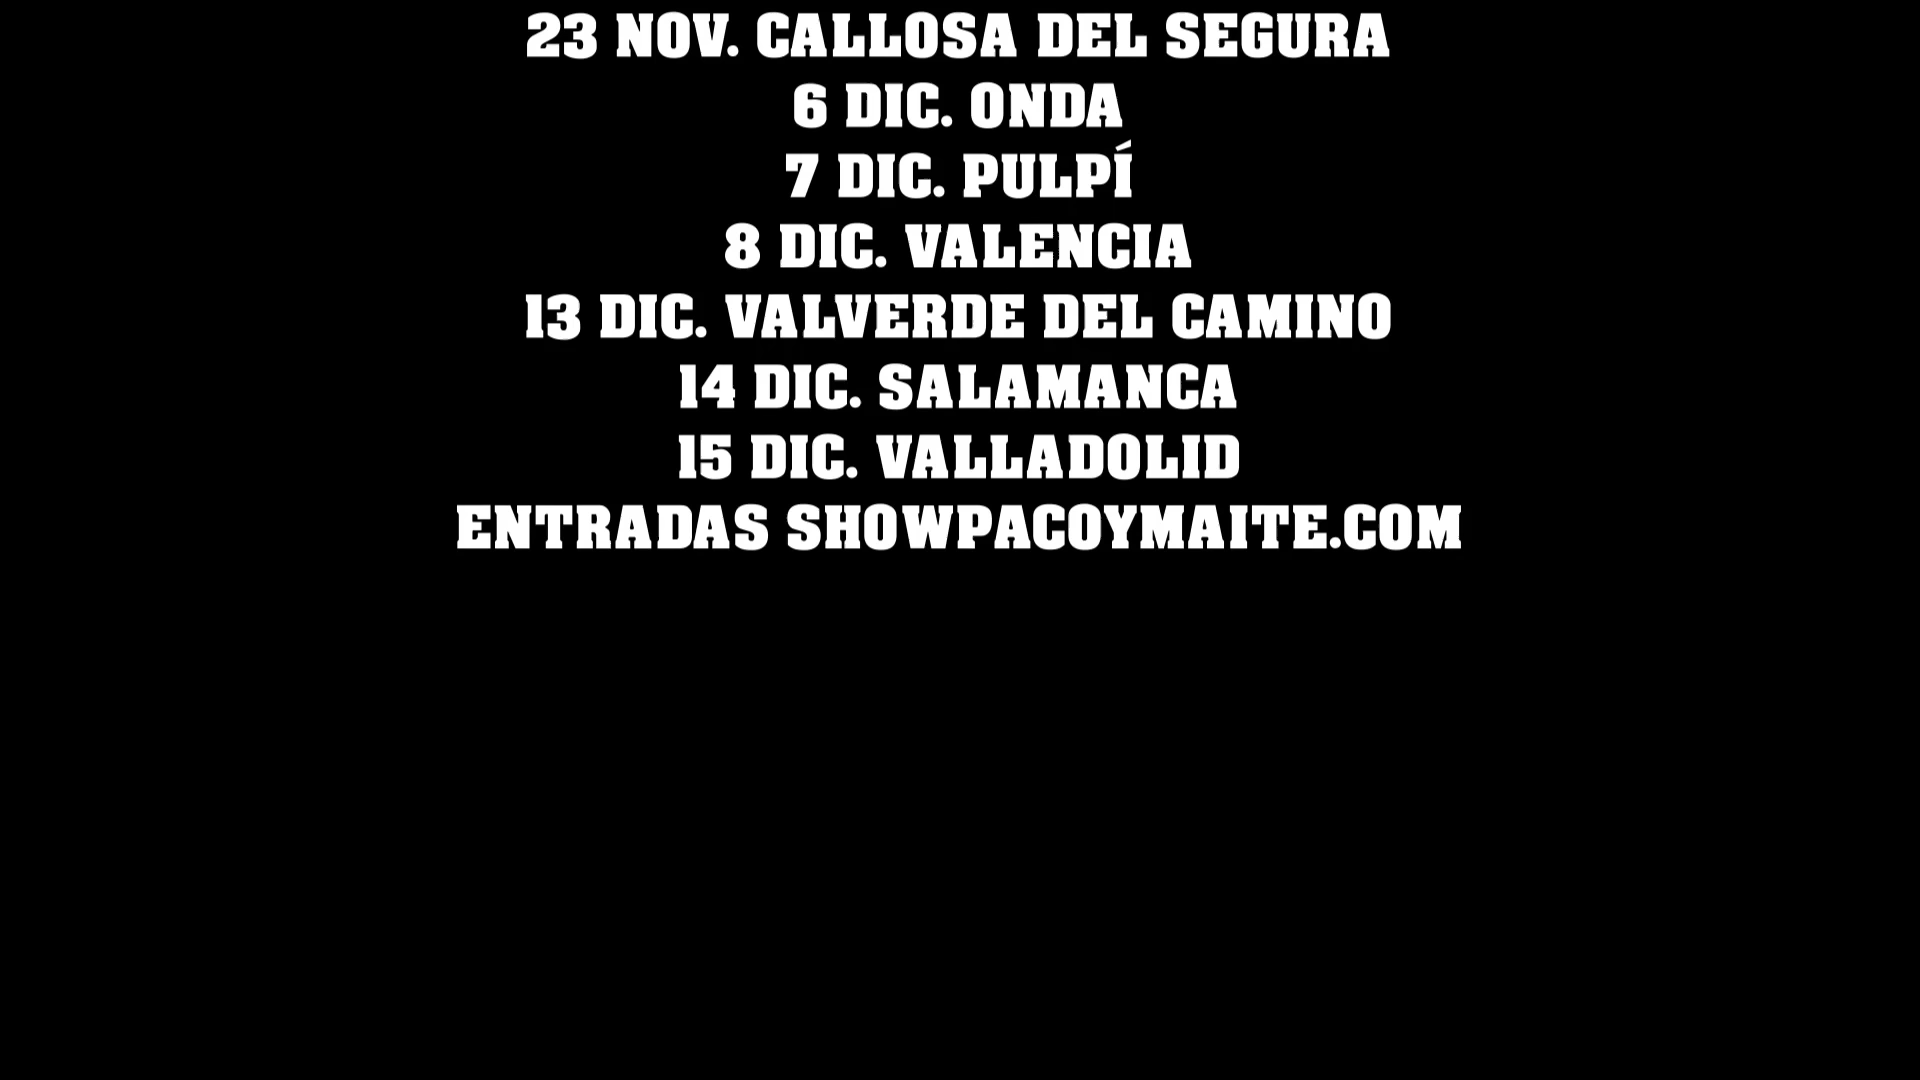 23 NOV. CALLOSA DEL SEGURA
6 DIC. ONDA
7 DIC. PULPÍ
8 DIC. VALENCIA
13 DIC. VALVERDE DEL CAMINO
14 DIC. SALAMANCA
15 DIC. VALLADOLID
ENTRADAS SHOWPACOYMAITE.COM